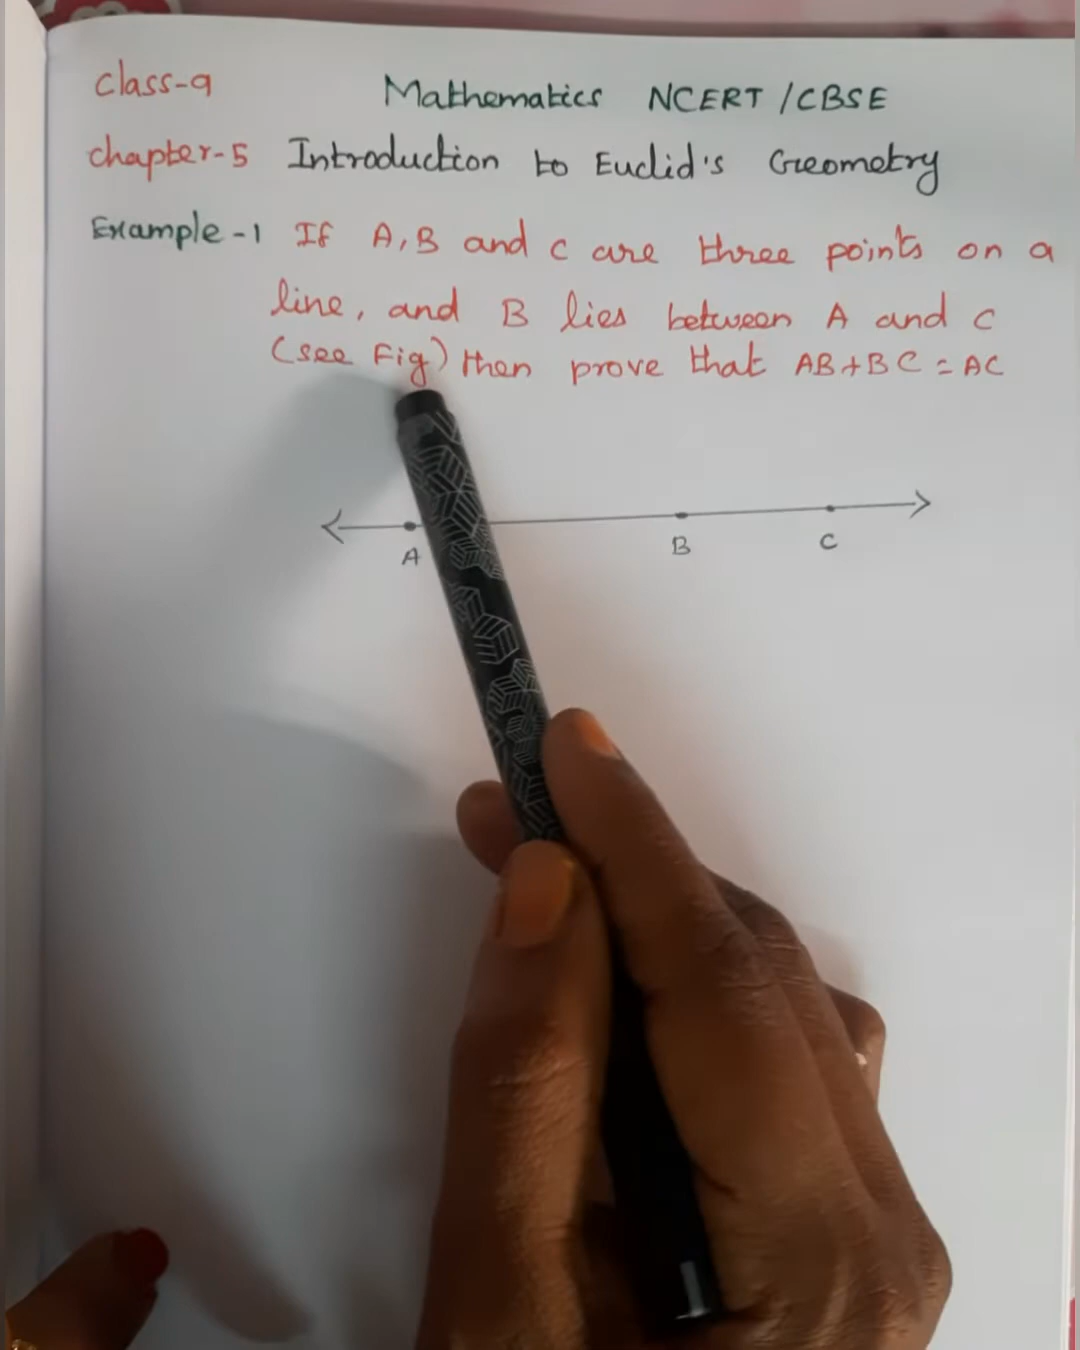 Class-9 Mathematics NCERT/CBSE
Chapter-5 Introduction to Euclid's Geometry
Example-1 If A, B and C are three points on a
line, and B lies between A and C
(see Fig) then prove that AB+BC=AC
A B C